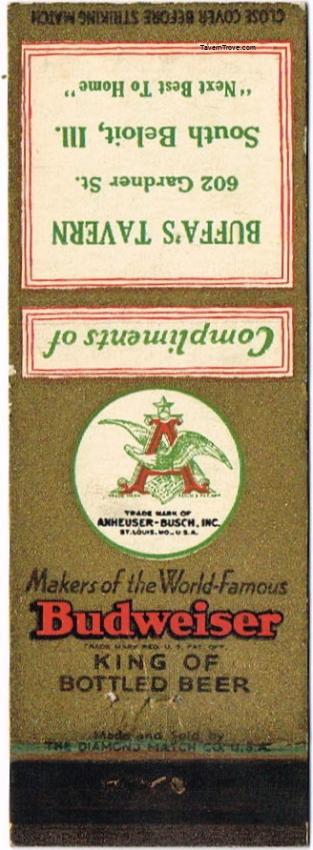 CLOSE COVER BEFORE STRIKING MATCH
TavernTrove.com
Compliments of
BUFFA'S TAVERN
602 Gardner St.
South Beloit, Ill.
"Next Best To Home"
TRADE MARK OF
ANHEUSER-BUSCH, INC.
ST. LOUIS, MO., U.S.A.
Makers of the World-Famous
Budweiser
TRADE MARK REG. U.S. PAT. OFF.
KING OF
BOTTLED BEER
Made and Sold by
THE DIAMOND MATCH CO. U.S.A.